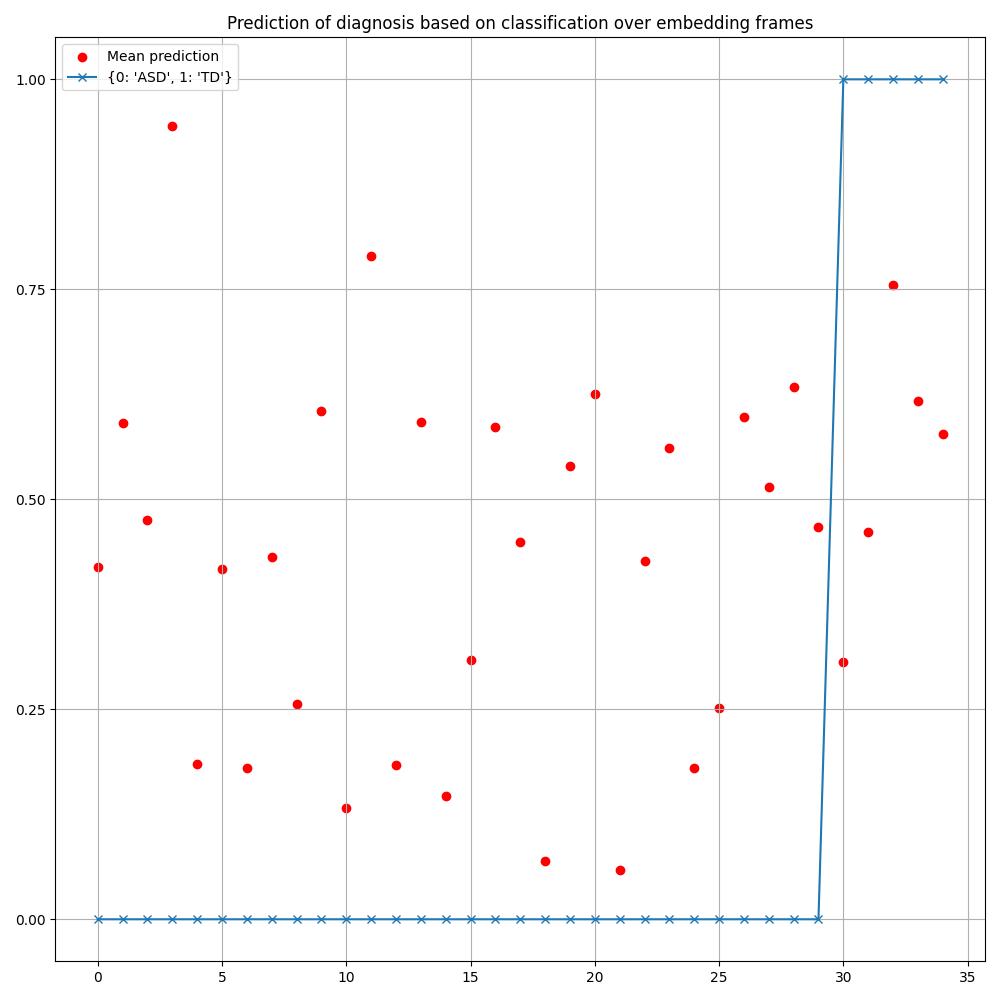 Prediction of diagnosis based on classification over embedding frames
Mean prediction
{0: 'ASD', 1: 'TD'}
1.00
0.75
0.50
0.25
0.00
0 5 10 15 20 25 30 35